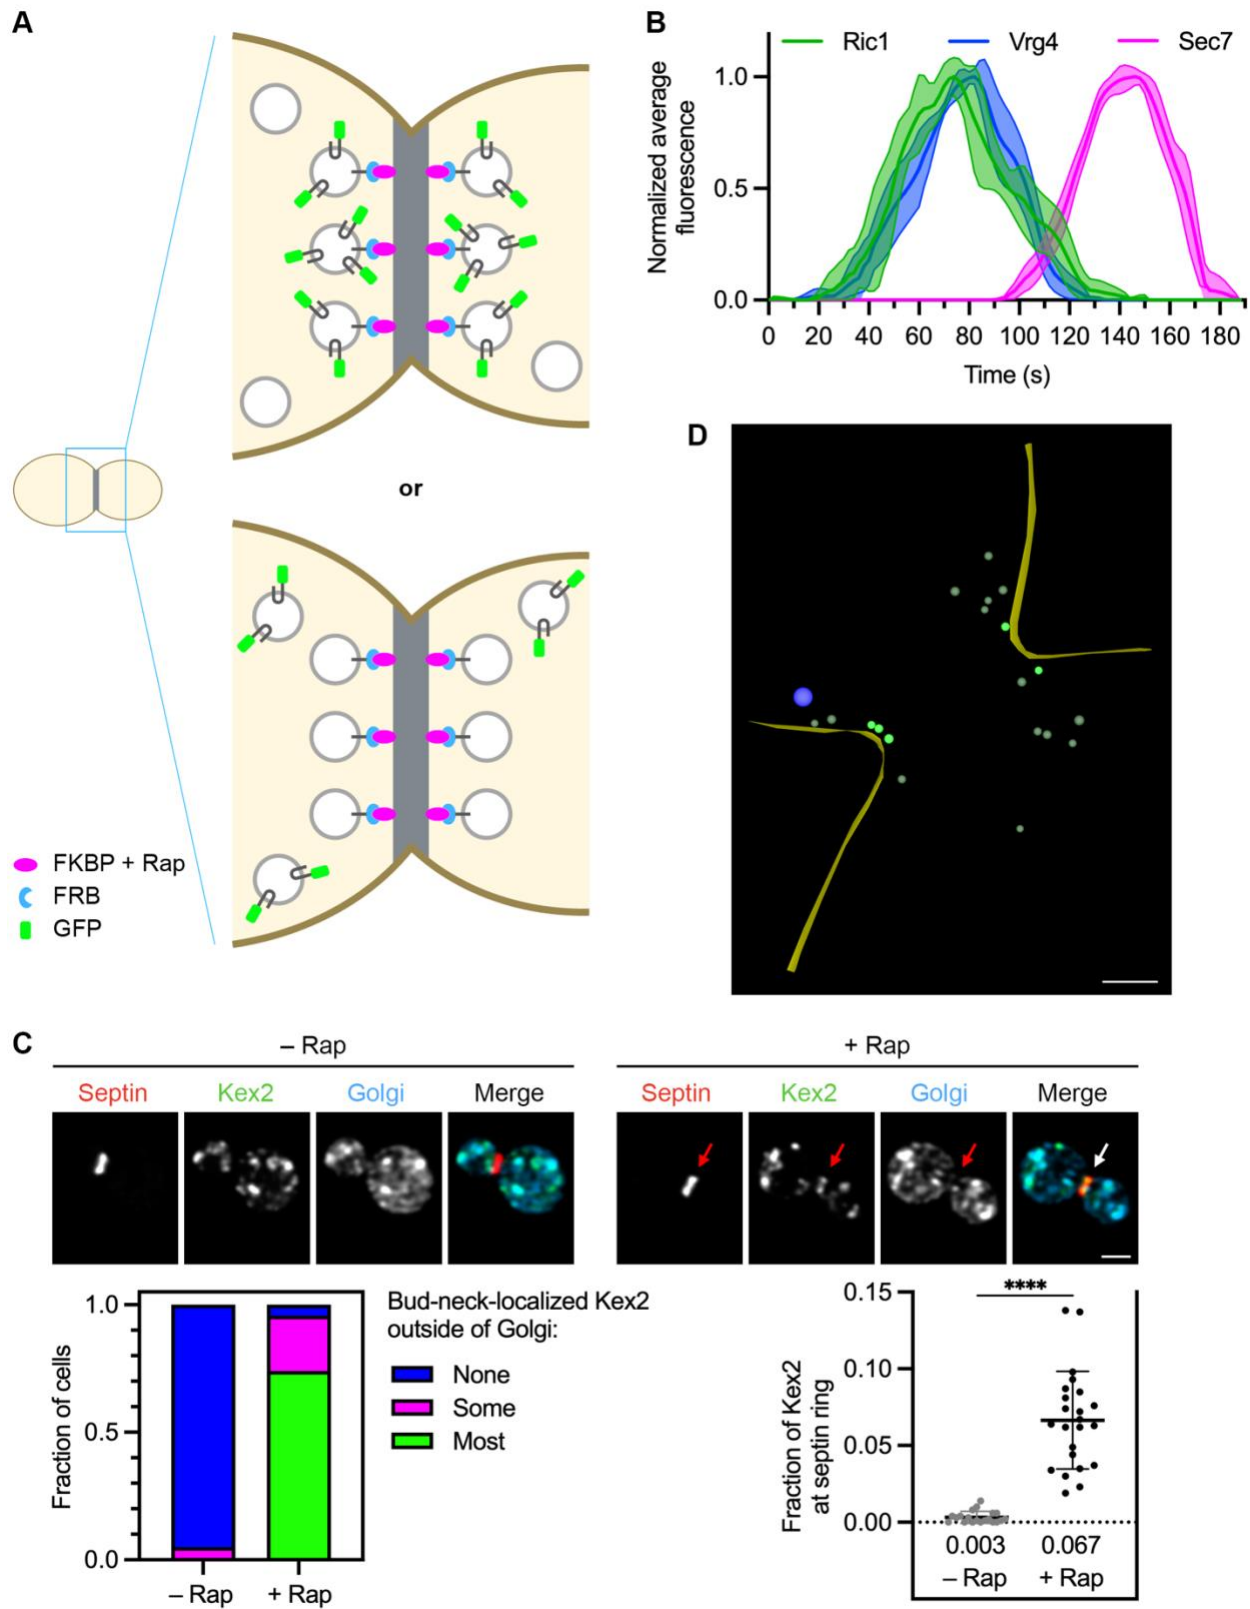 A
or
FKBP + Rap
FRB
GFP
B
Ric1 Vrg4 Sec7
Normalized average
fluorescence
1.0
0.5
0.0
0 20 40 60 80 100 120 140 160 180
Time (s)
D
C
– Rap
Septin Kex2 Golgi Merge
+ Rap
Septin Kex2 Golgi Merge
Fraction of cells
1.0
0.5
0.0
– Rap + Rap
Bud-neck-localized Kex2
outside of Golgi:
None
Some
Most
Fraction of Kex2
at septin ring
****
0.15
0.10
0.05
0.00
0.003 0.067
– Rap + Rap